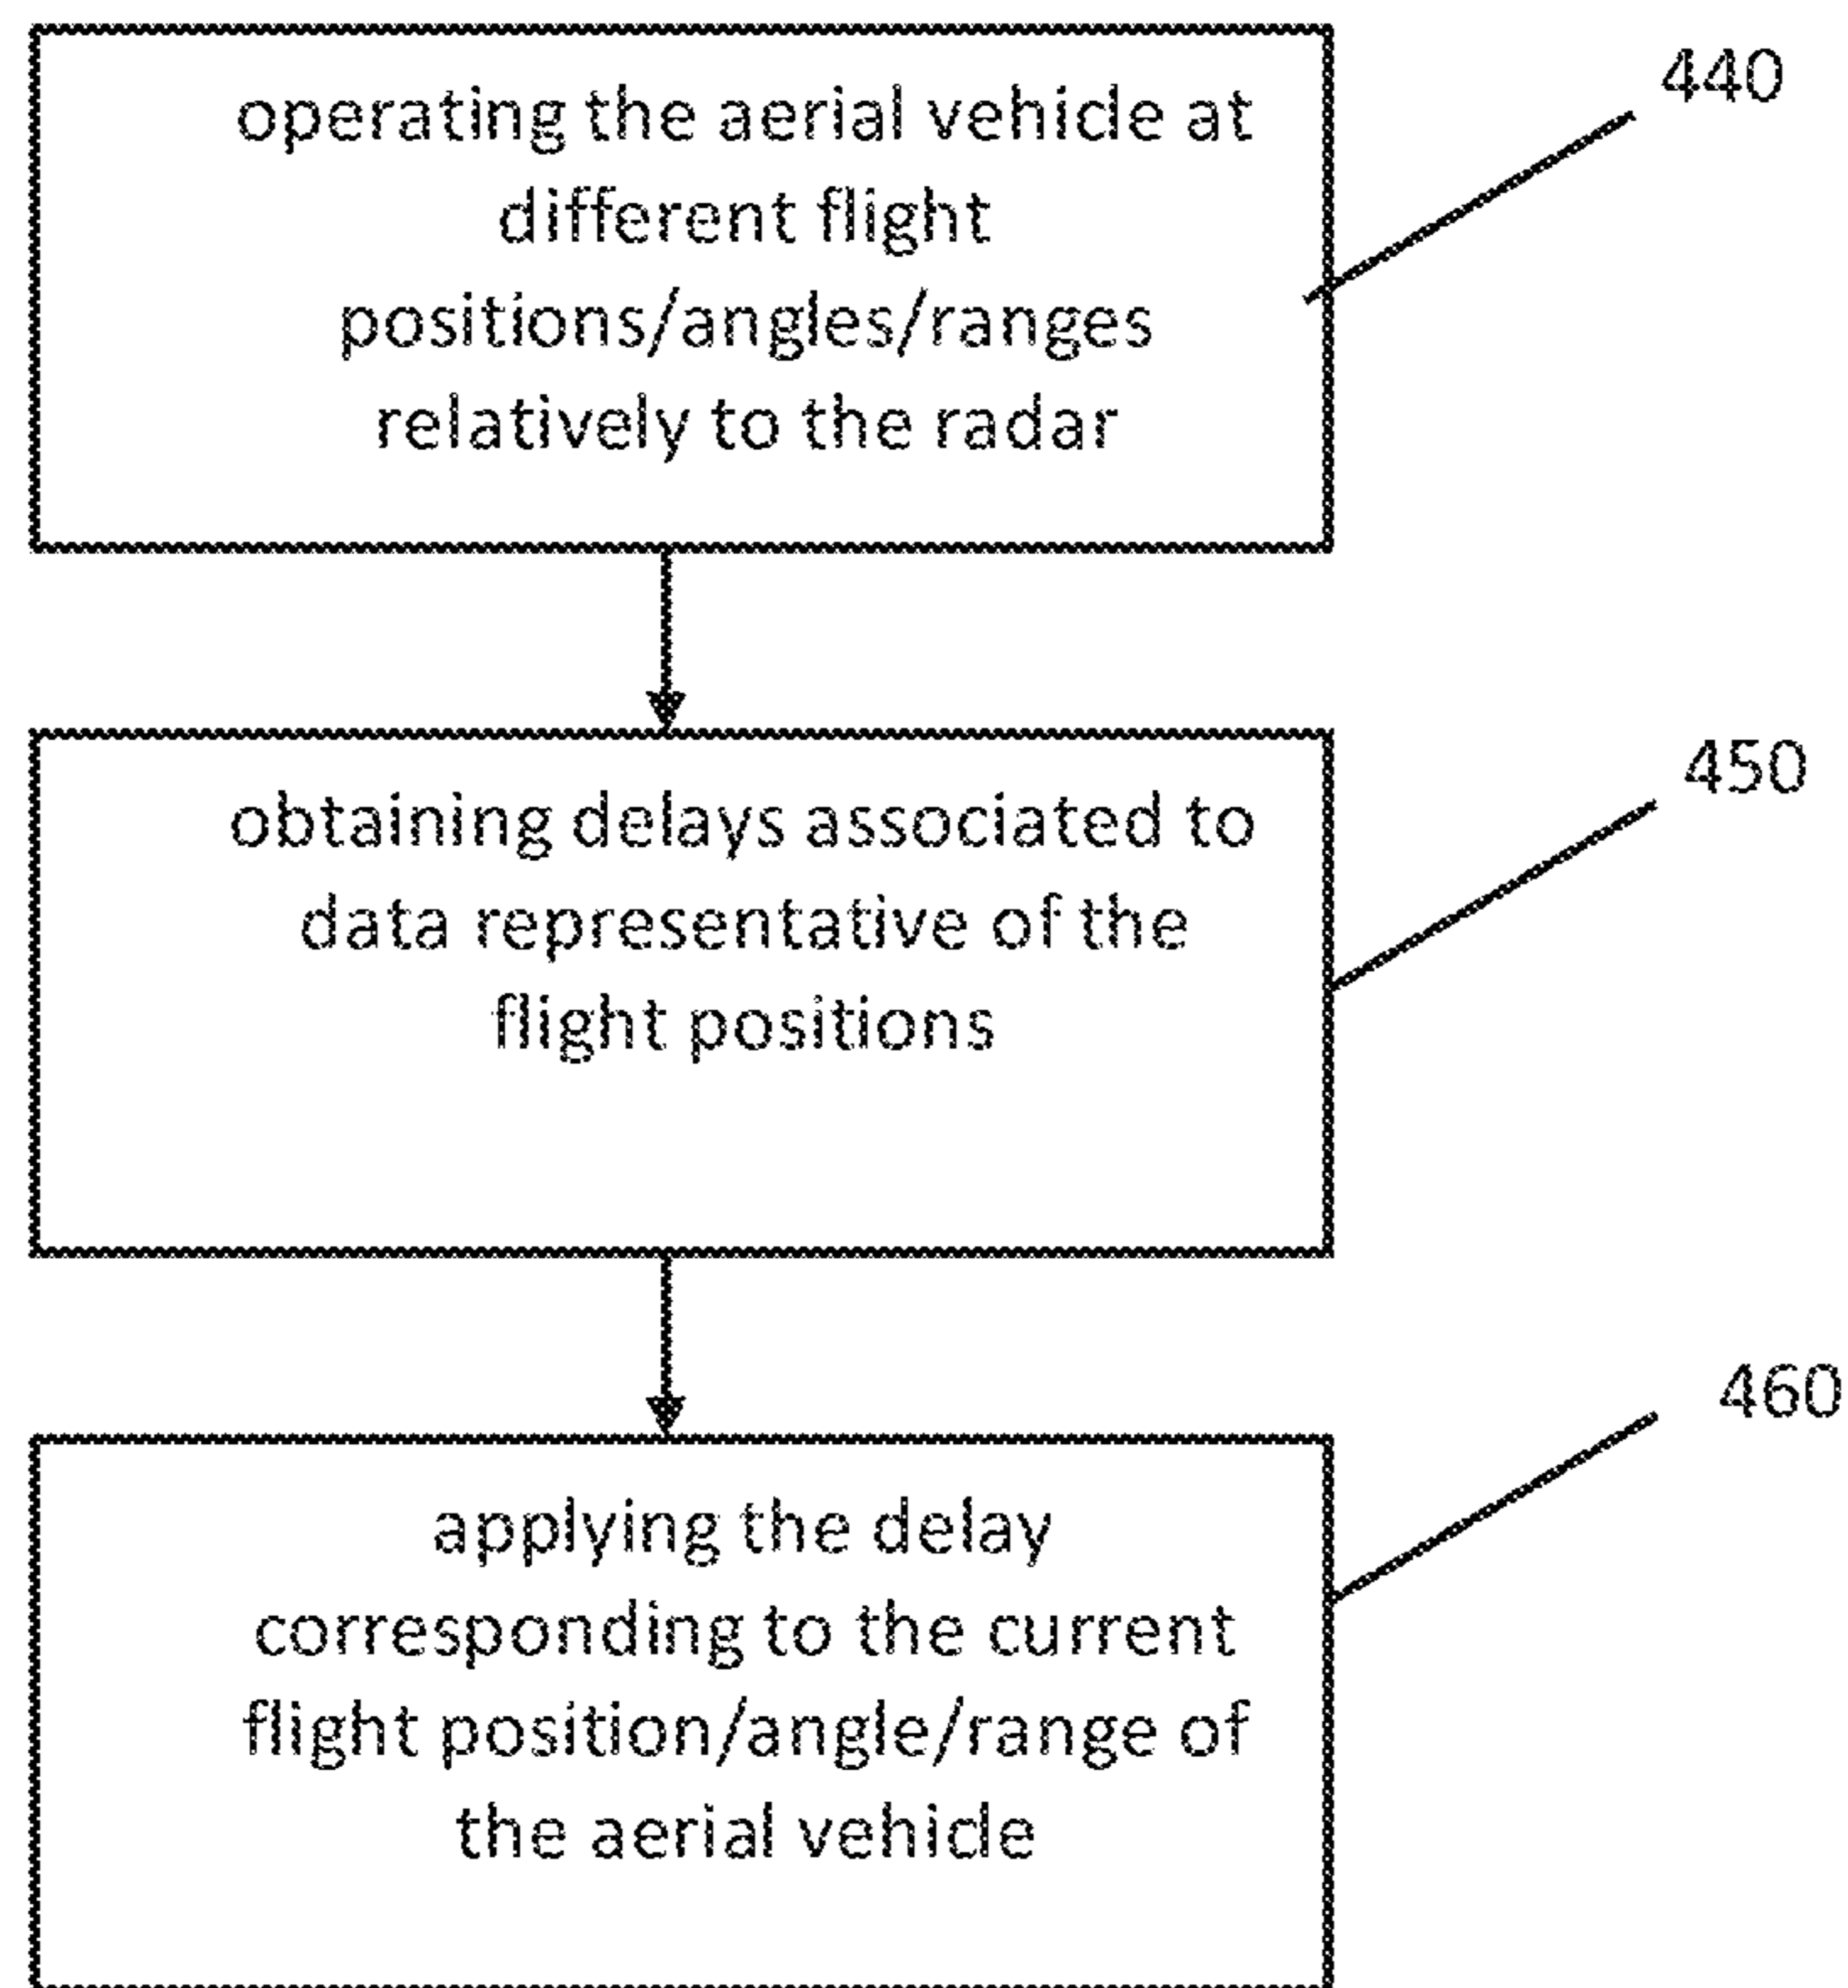 operating the aerial vehicle at
different flight
positions/angles/ranges
relatively to the radar
440
obtaining delays associated to
data representative of the
flight positions
450
applying the delay
corresponding to the current
flight position/angle/range of
the aerial vehicle
460